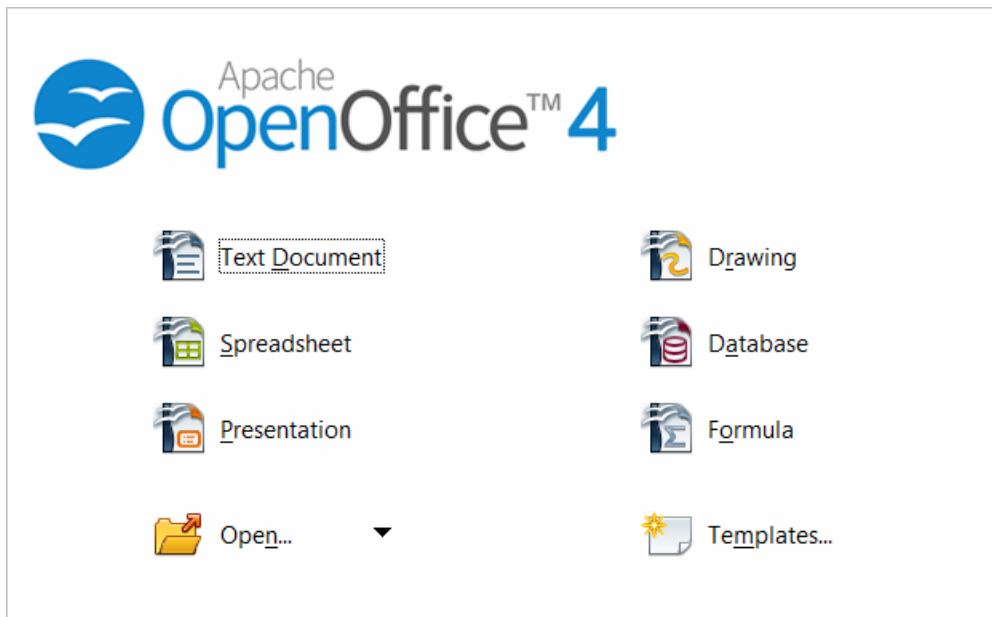 Apache
OpenOffice™ 4
Text Document
Drawing
Spreadsheet
Database
Presentation
Formula
Open...
Templates...